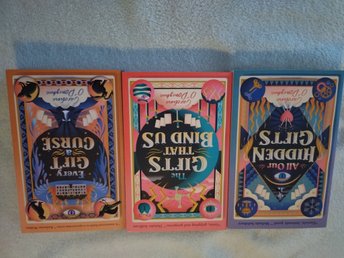 Every
GIFT
a
CURSE
Caroline
O'Donoghue
The
GIFTS
THAT
BIND US
Caroline
O'Donoghue
All Our
HIDDEN
GIFTS
Caroline
O'Donoghue